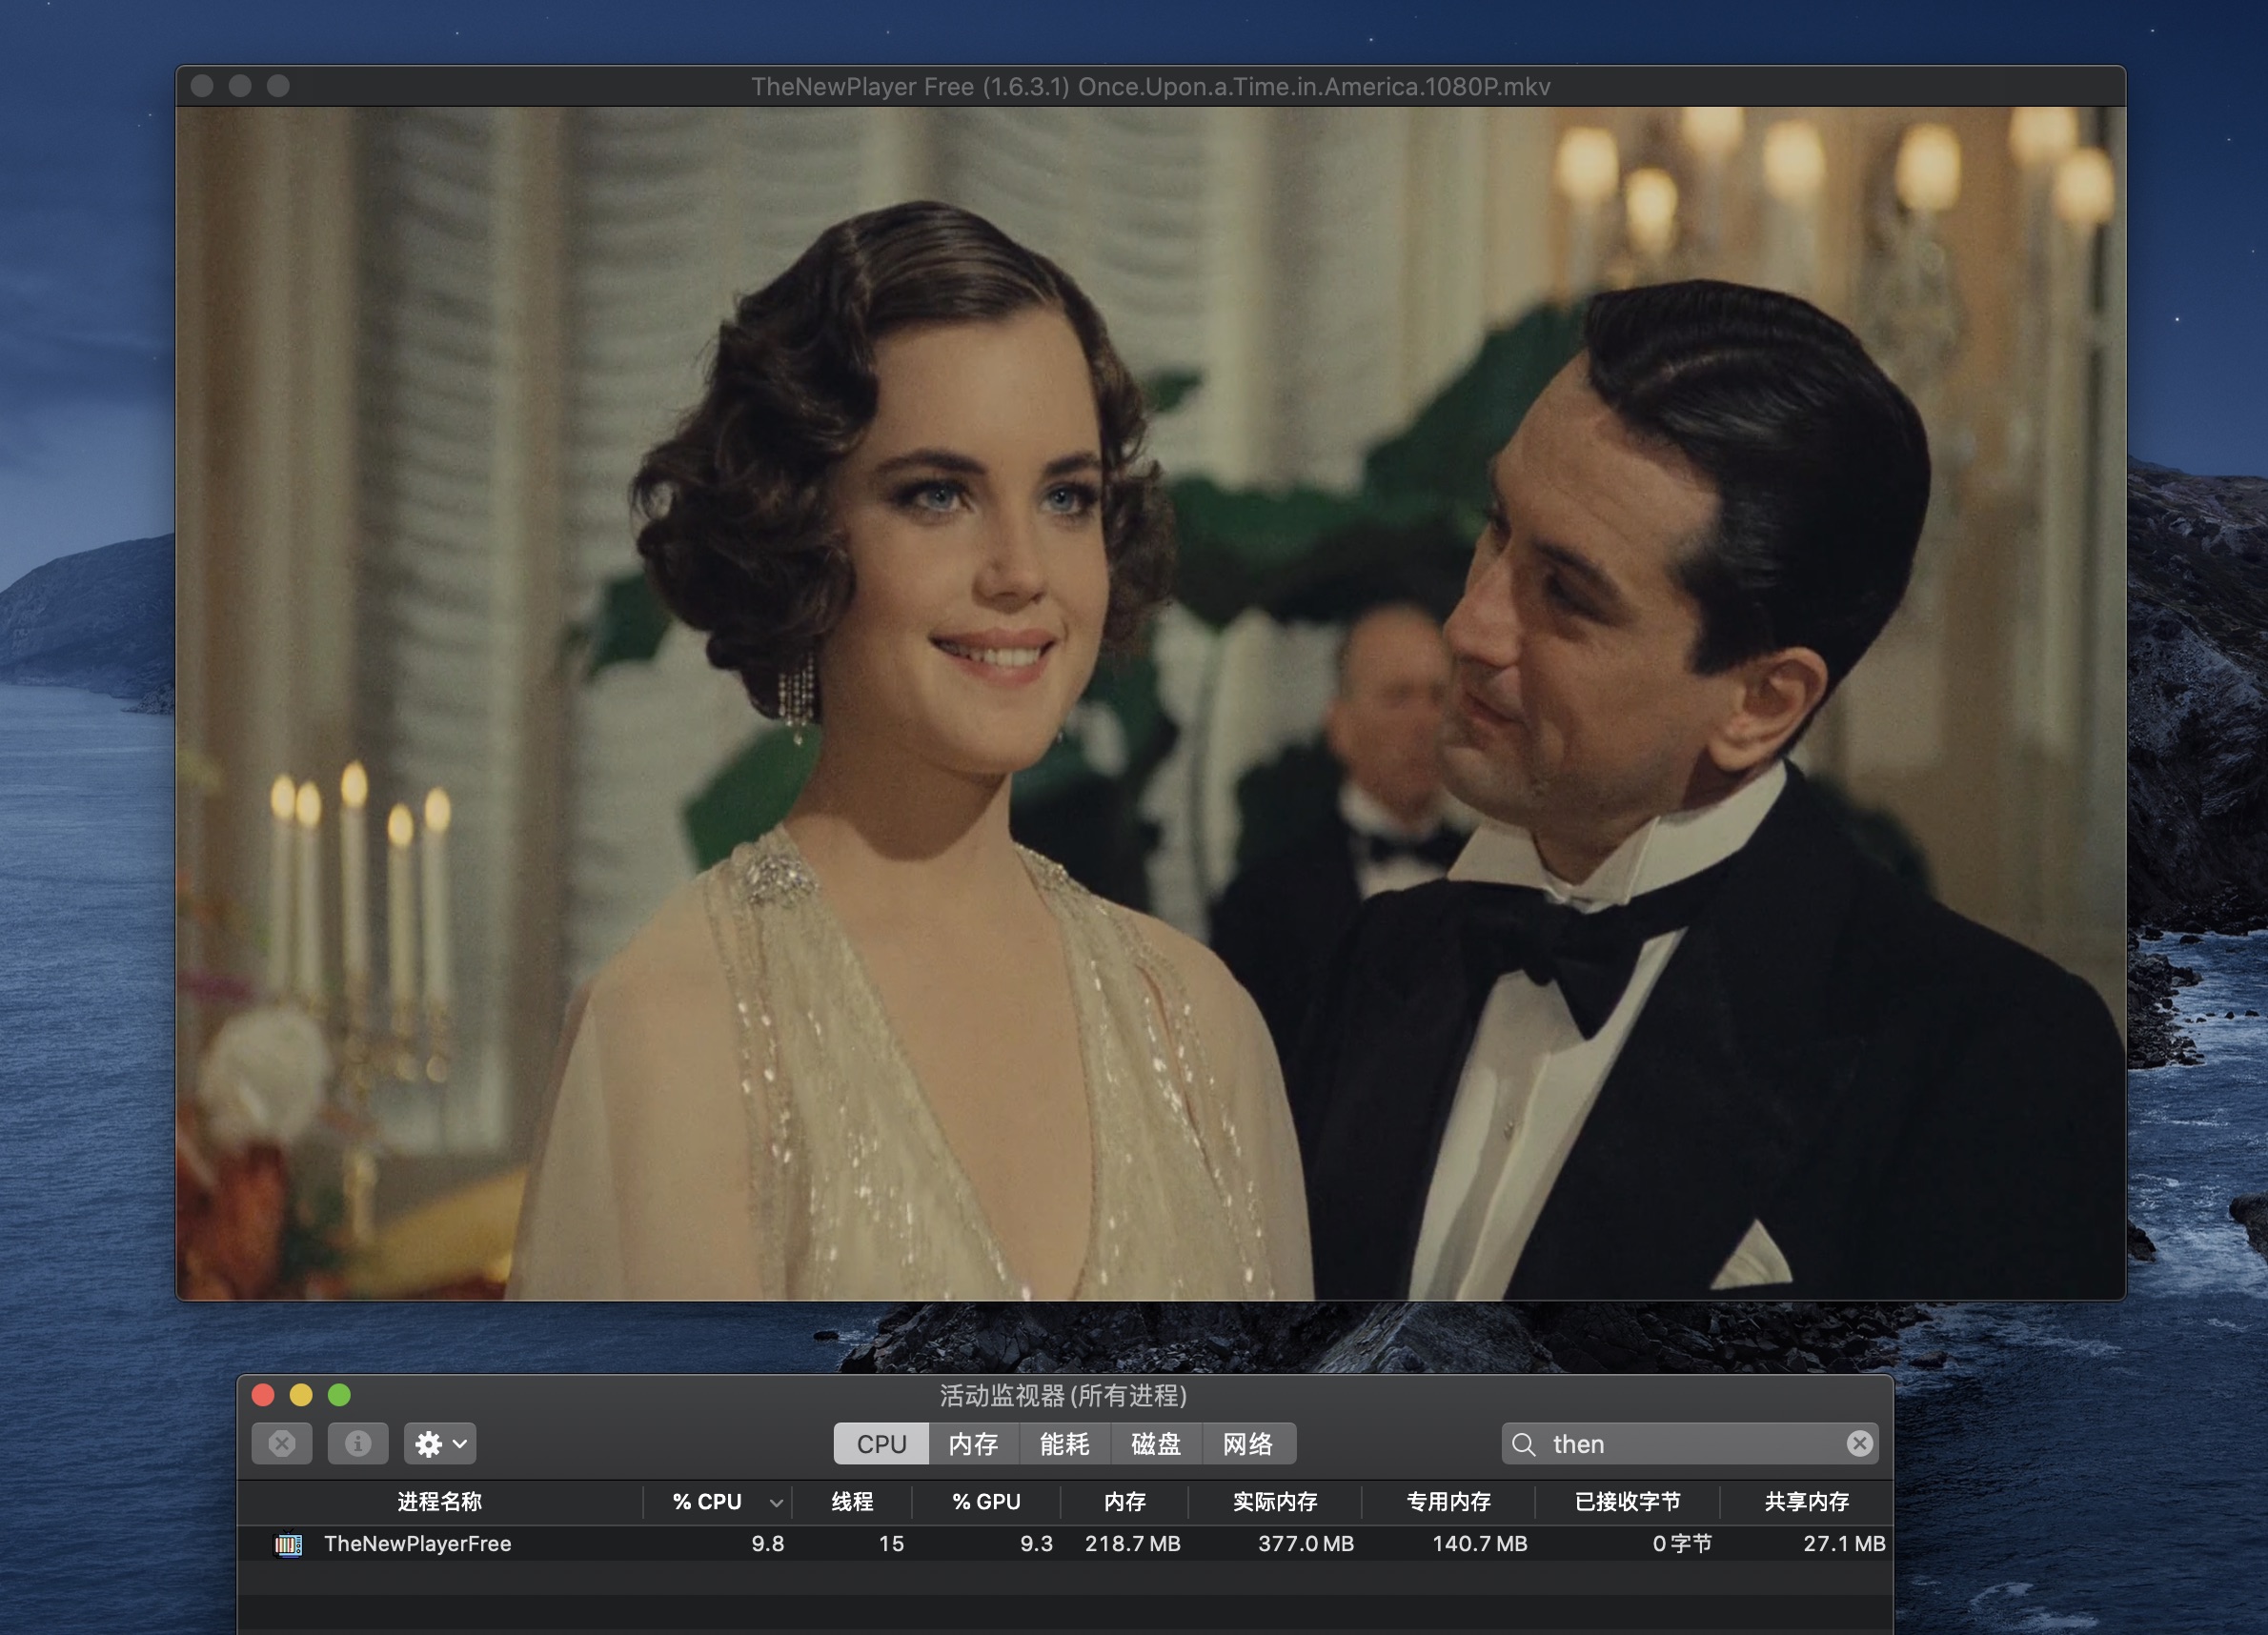 TheNewPlayer Free (1.6.3.1) Once.Upon.a.Time.in.America.1080P.mkv
活动监视器 (所有进程)
CPU 内存 能耗 磁盘 网络 then
进程名称 % CPU 线程 % GPU 内存 实际内存 专用内存 已接收字节 共享内存
TheNewPlayerFree 9.8 15 9.3 218.7 MB 377.0 MB 140.7 MB 0 字节 27.1 MB